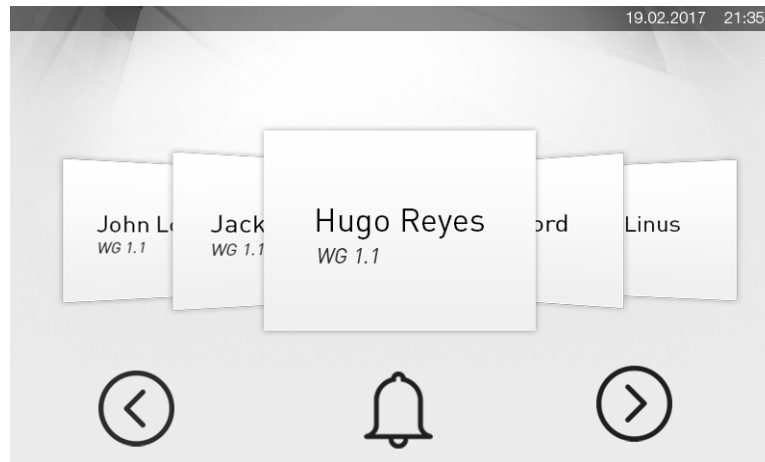 19.02.2017 21:35
John L
WG 1.1
Jack
WG 1.1
Hugo Reyes
WG 1.1
ord
Linus